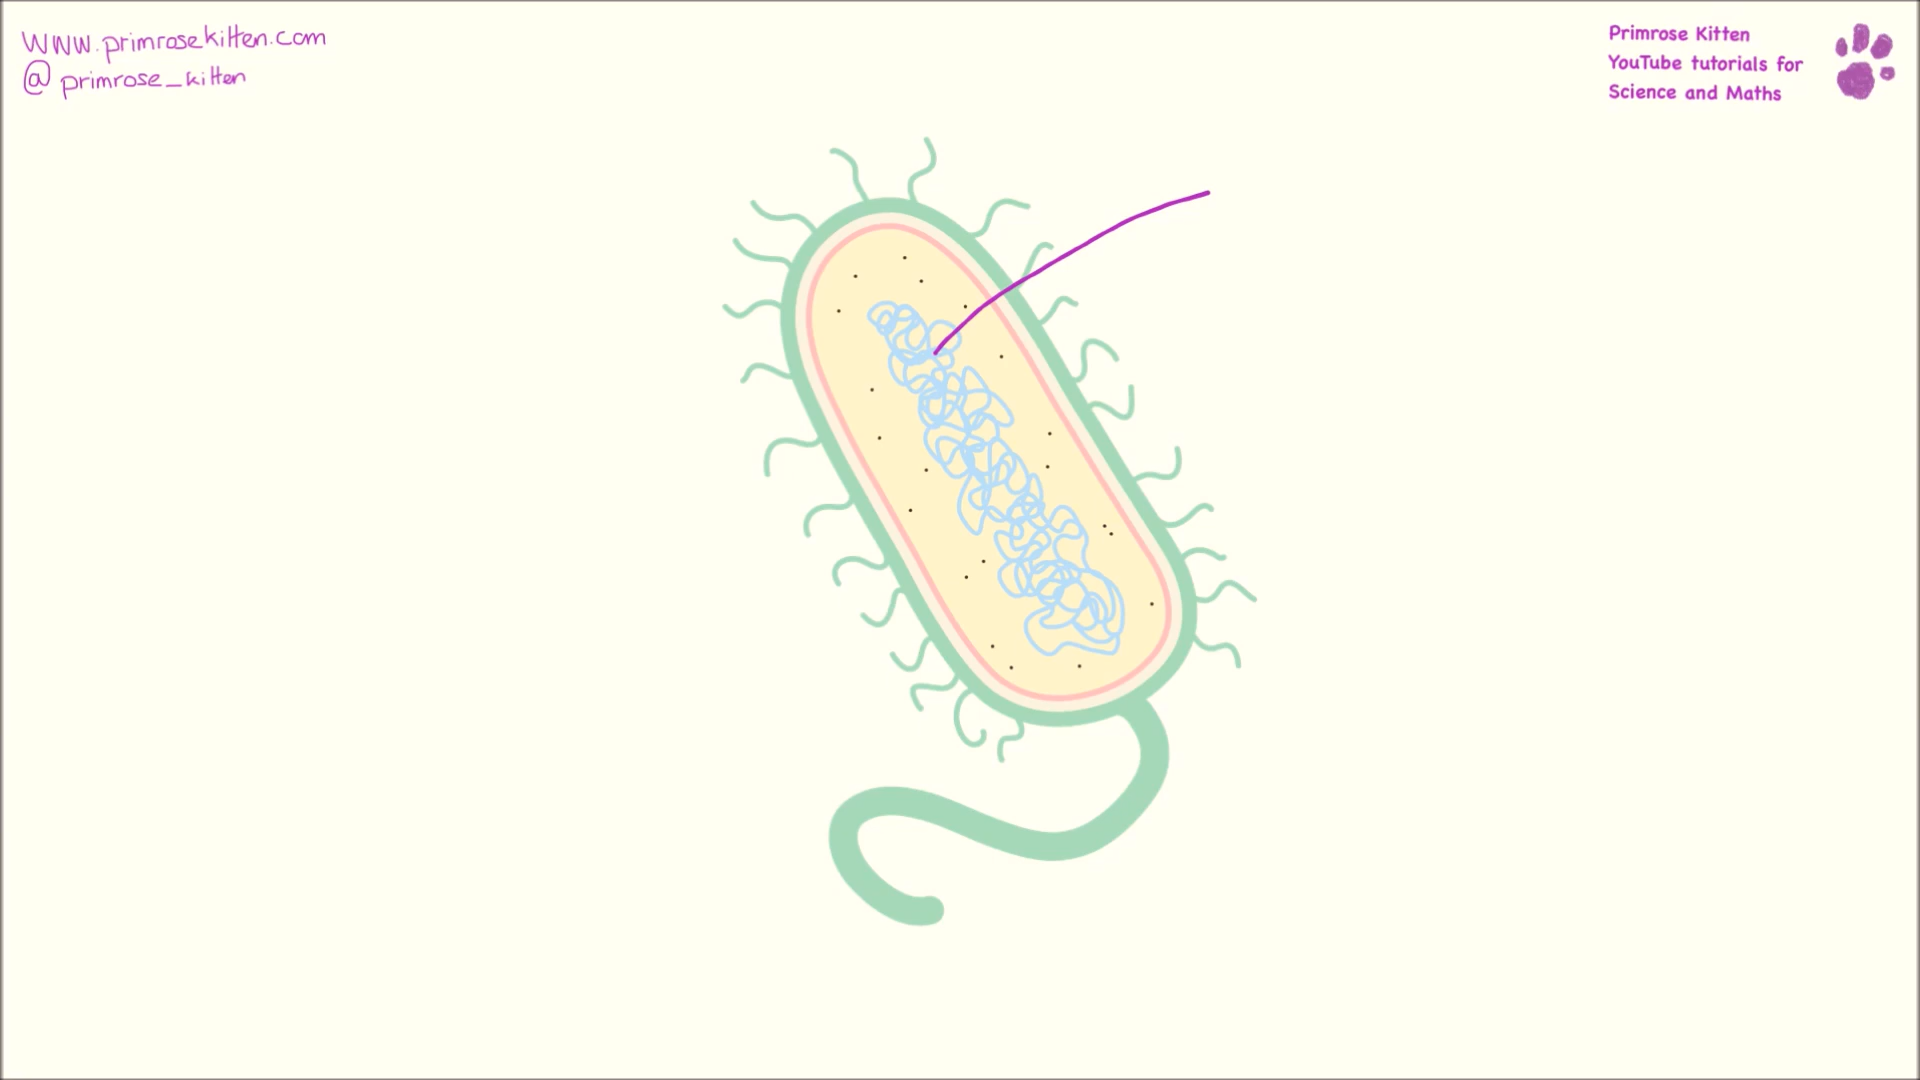 www.primrosekitten.com
@primrose_kitten
Primrose Kitten
YouTube tutorials for
Science and Maths